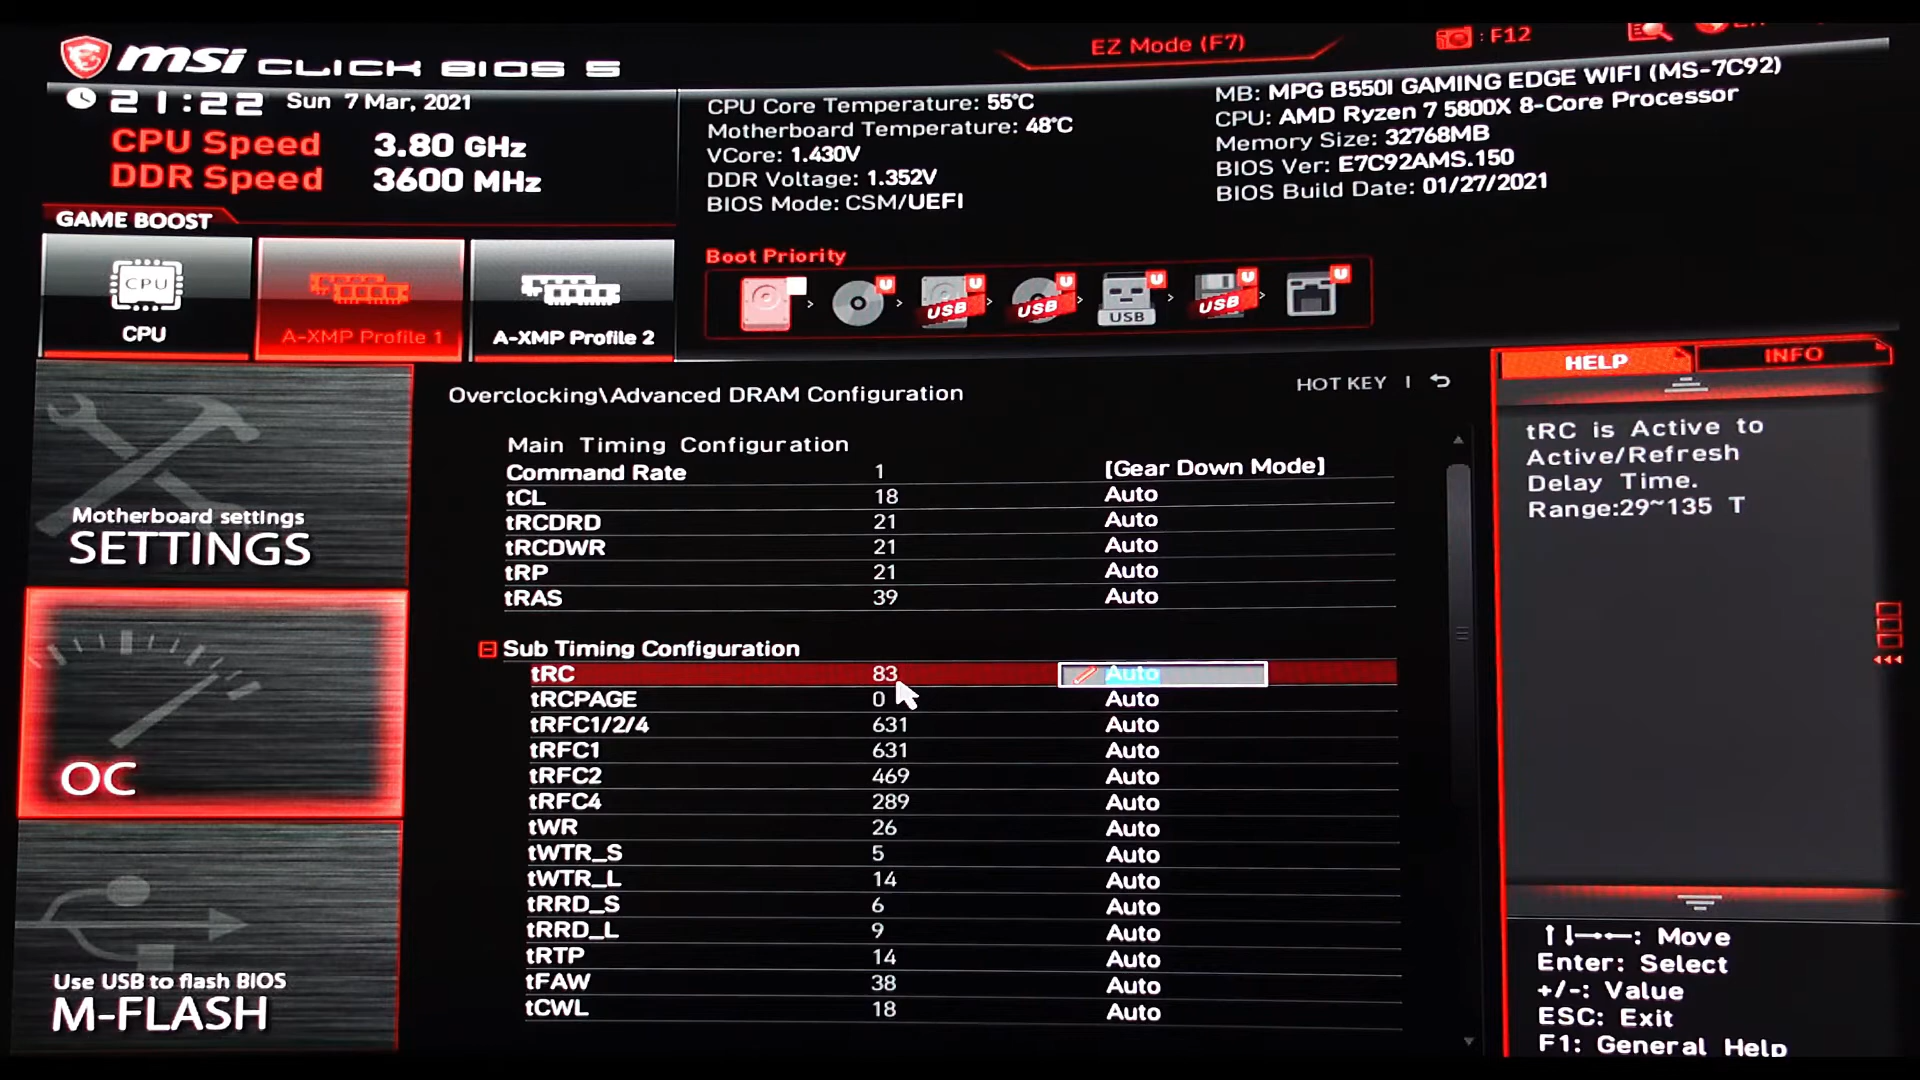 msi CLICK BIOS 5
EZ Mode (F7)
: F12
21:22 Sun 7 Mar, 2021
CPU Speed 3.80 GHz
DDR Speed 3600 MHz
CPU Core Temperature: 55°C
Motherboard Temperature: 48°C
VCore: 1.430V
DDR Voltage: 1.352V
BIOS Mode: CSM/UEFI
MB: MPG B550I GAMING EDGE WIFI (MS-7C92)
CPU: AMD Ryzen 7 5800X 8-Core Processor
Memory Size: 32768MB
BIOS Ver: E7C92AMS.150
BIOS Build Date: 01/27/2021
GAME BOOST
CPU
CPU
A-XMP Profile 1
A-XMP Profile 2
Boot Priority
U U U U U U
USB USB USB USB
Motherboard settings
SETTINGS
OC
Use USB to flash BIOS
M-FLASH
Overclocking\Advanced DRAM Configuration
HOT KEY |
Main Timing Configuration
Command Rate 1 [Gear Down Mode]
tCL 18 Auto
tRCDRD 21 Auto
tRCDWR 21 Auto
tRP 21 Auto
tRAS 39 Auto
Sub Timing Configuration
tRC 83 Auto
tRCPAGE 0 Auto
tRFC1/2/4 631 Auto
tRFC1 631 Auto
tRFC2 469 Auto
tRFC4 289 Auto
tWR 26 Auto
tWTR_S 5 Auto
tWTR_L 14 Auto
tRRD_S 6 Auto
tRRD_L 9 Auto
tRTP 14 Auto
tFAW 38 Auto
tCWL 18 Auto
HELP
INFO
tRC is Active to
Active/Refresh
Delay Time.
Range:29~135 T
↑↓→←: Move
Enter: Select
+/-: Value
ESC: Exit
F1: General Help